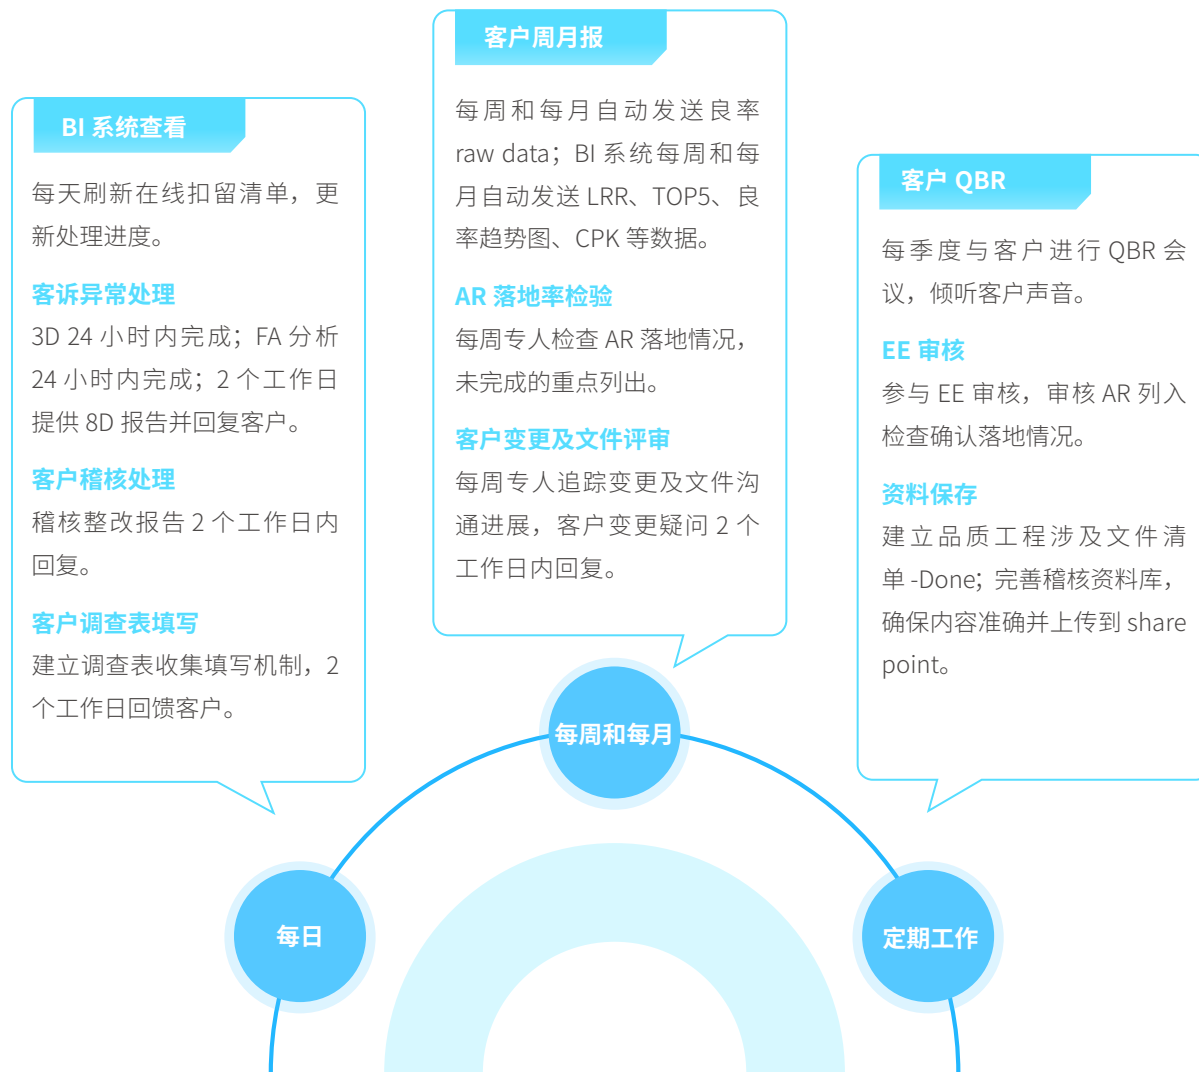 BI 系统查看
每天刷新在线扣留清单，更
新处理进度。
客诉异常处理
3D 24 小时内完成；FA 分析
24 小时内完成；2 个工作日
提供 8D 报告并回复客户。
客户稽核处理
稽核整改报告 2 个工作日内
回复。
客户调查表填写
建立调查表收集填写机制，2
个工作日回馈客户。
客户周月报
每周和每月自动发送良率
raw data；BI 系统每周和每
月自动发送 LRR、TOP5、良
率趋势图、CPK 等数据。
AR 落地率检验
每周专人检查 AR 落地情况，
未完成的重点列出。
客户变更及文件评审
每周专人追踪变更及文件沟
通进展，客户变更疑问 2 个
工作日内回复。
客户 QBR
每季度与客户进行 QBR 会
议，倾听客户声音。
EE 审核
参与 EE 审核，审核 AR 列入
检查确认落地情况。
资料保存
建立品质工程涉及文件清
单 -Done；完善稽核资料库，
确保内容准确并上传到 share
point。
每周和每月
每日
定期工作